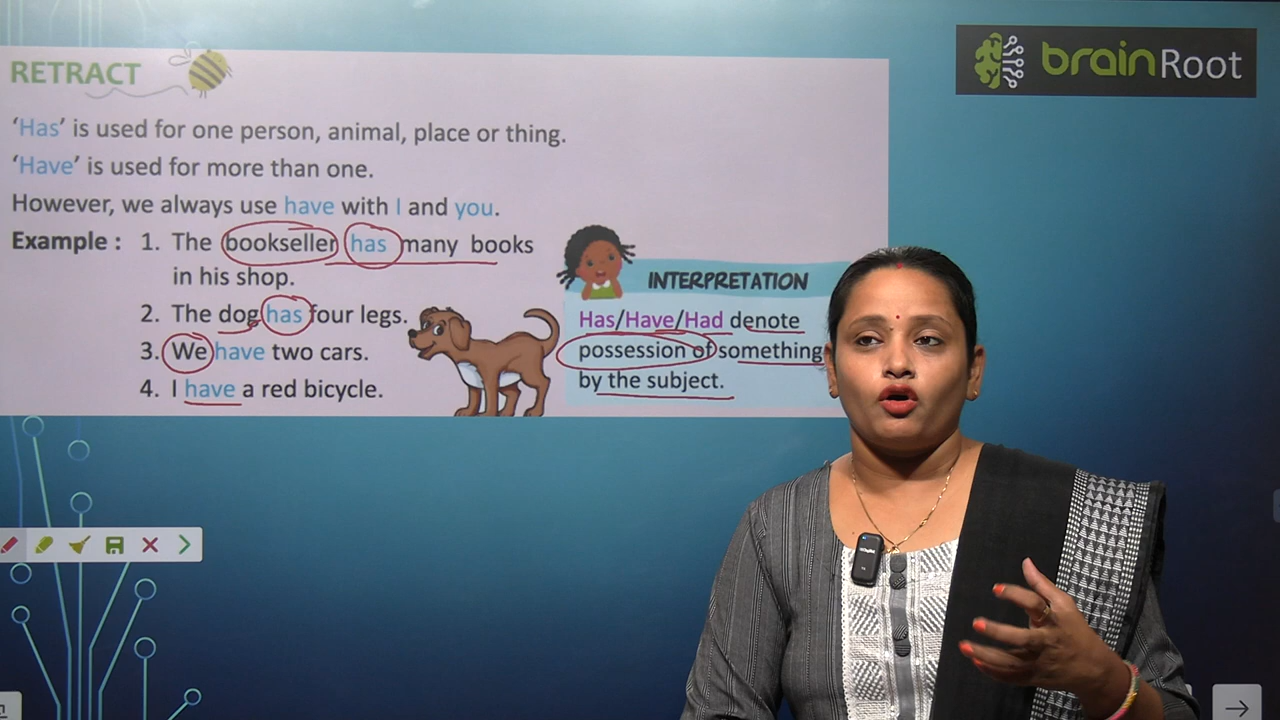 RETRACT
brainRoot
‘Has’ is used for one person, animal, place or thing.
‘Have’ is used for more than one.
However, we always use have with I and you.
Example : 1. The bookseller has many books
in his shop.
2. The dog has four legs.
3. We have two cars.
4. I have a red bicycle.
INTERPRETATION
Has/Have/Had denote
possession of something
by the subject.